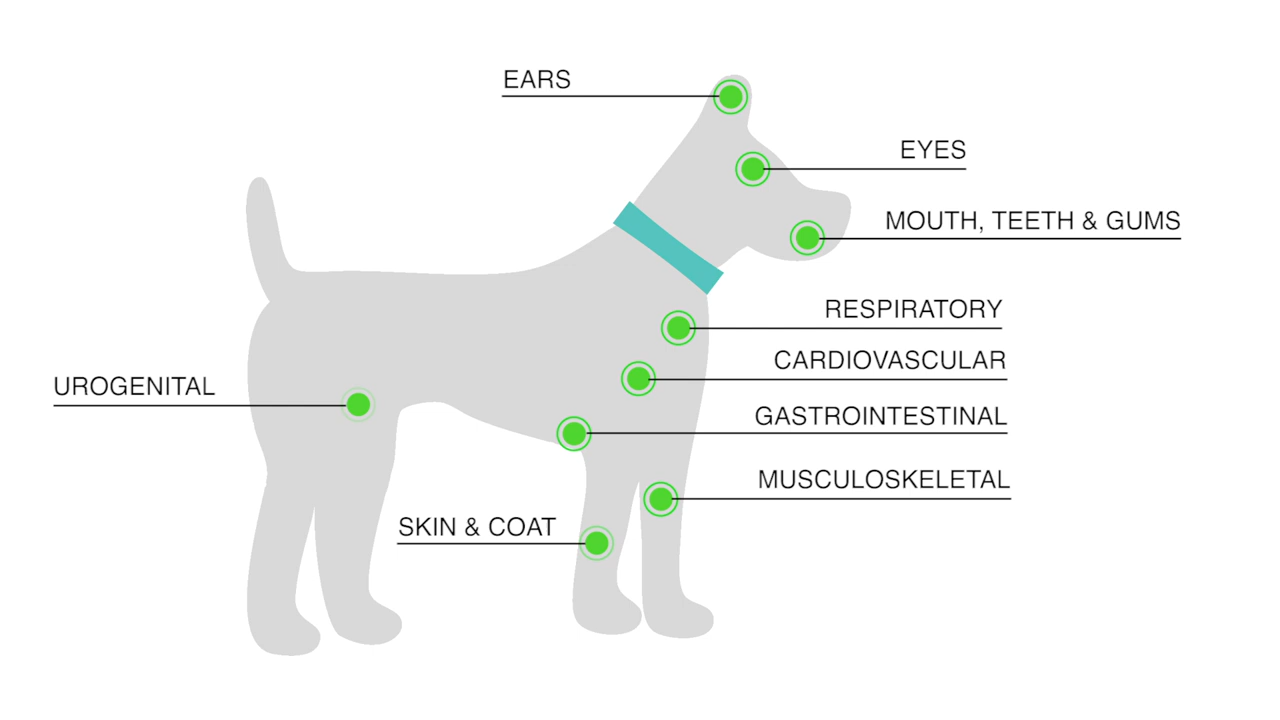 EARS
EYES
MOUTH, TEETH & GUMS
RESPIRATORY
CARDIOVASCULAR
UROGENITAL
GASTROINTESTINAL
MUSCULOSKELETAL
SKIN & COAT